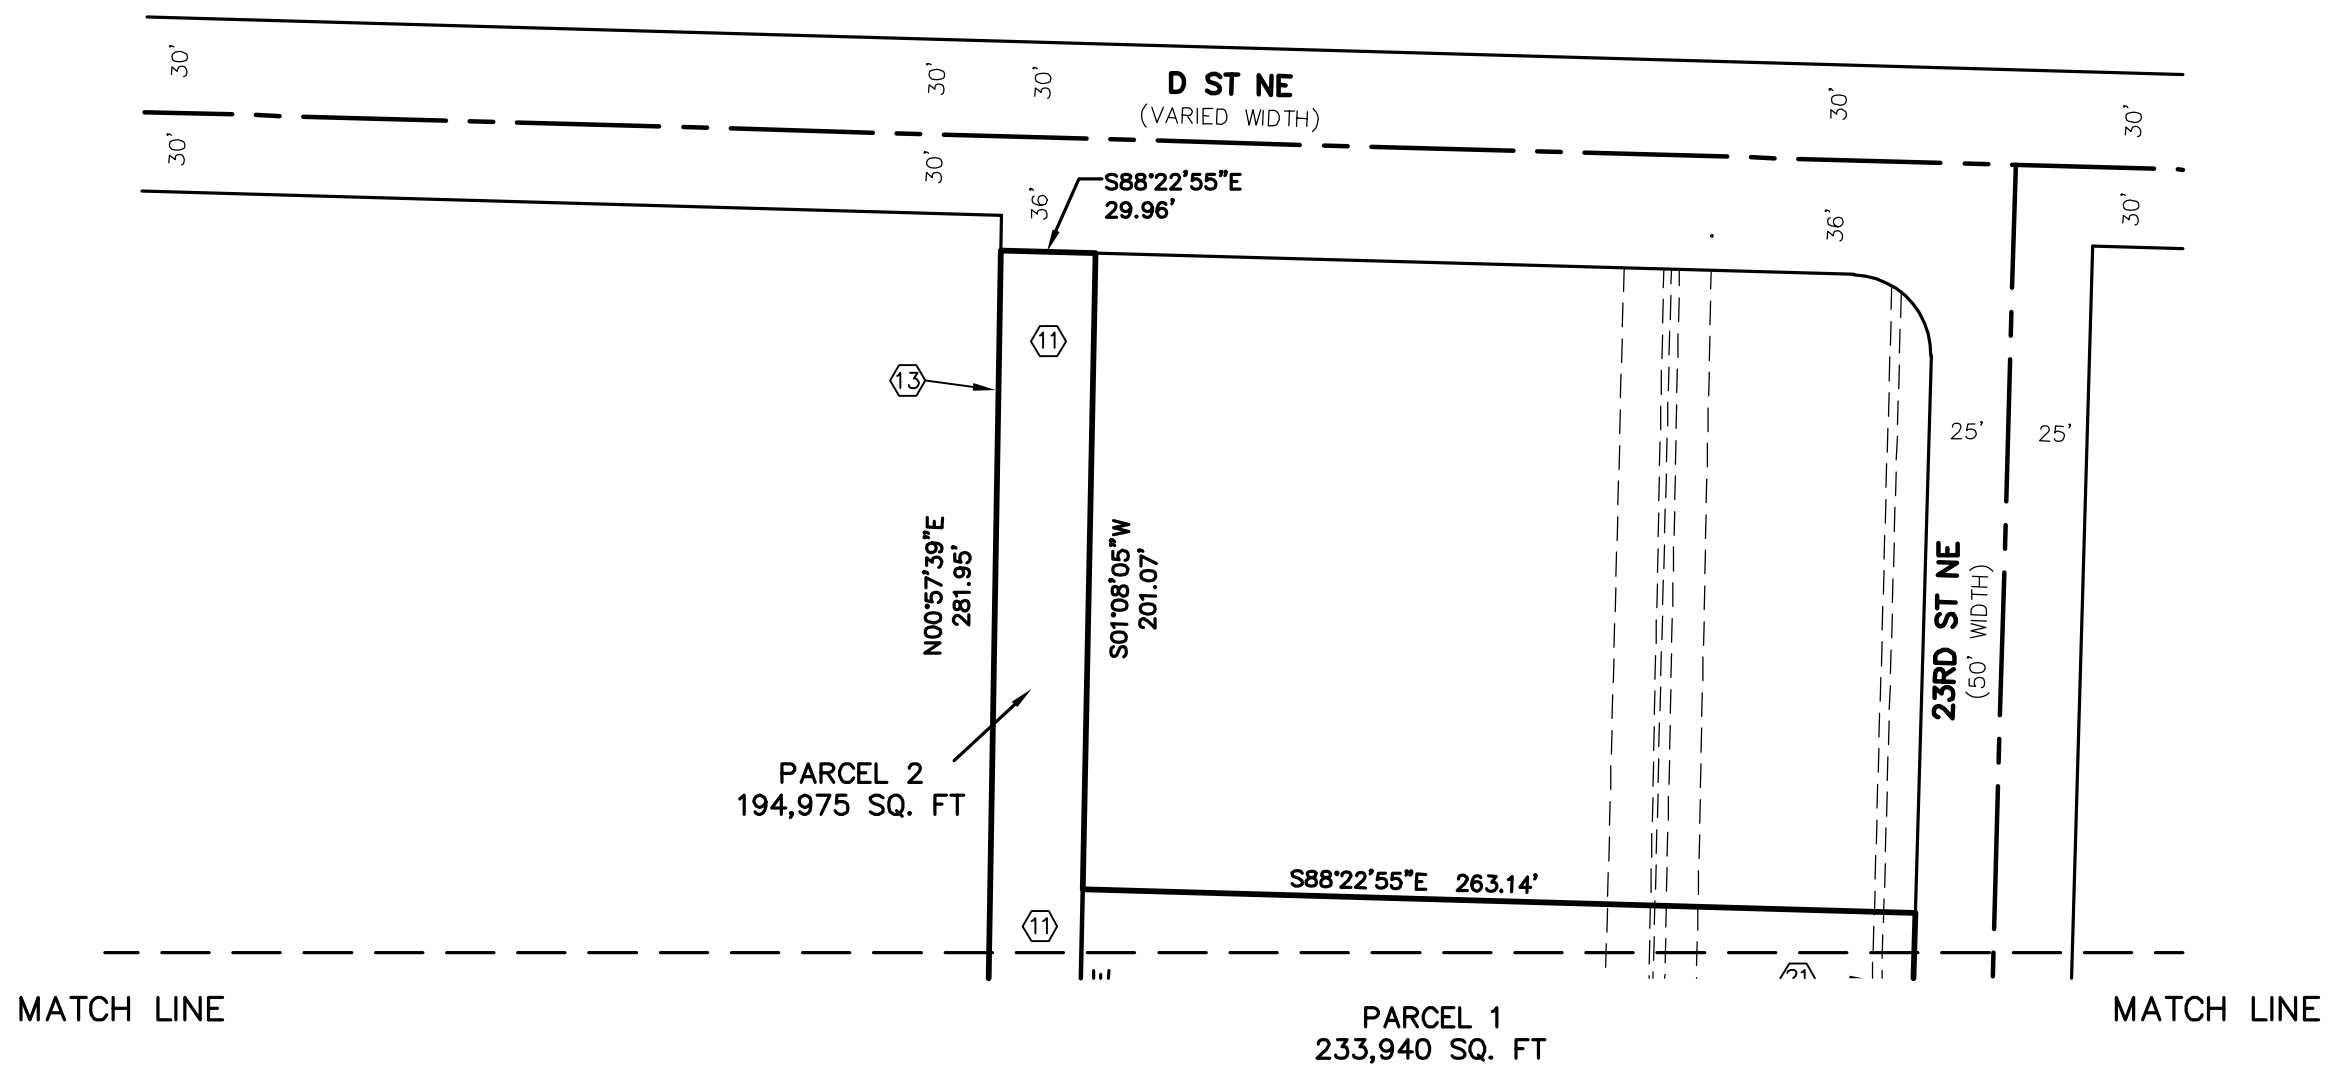 30'
30'
30'
30'
30'
D ST NE
(VARIED WIDTH)
30'
30'
30'
S88°22'55"E
29.96'
36'
36'
30'
11
13
25'
25'
N00°57'39"E
281.95'
S01°08'05"W
201.07'
23RD ST NE
(50' WIDTH)
PARCEL 2
194,975 SQ. FT
S88°22'55"E 263.14'
11
21
MATCH LINE
MATCH LINE
PARCEL 1
233,940 SQ. FT